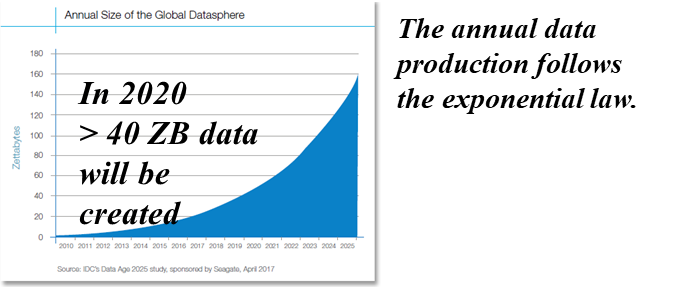 Annual Size of the Global Datasphere
180
160
140
120
100
80
60
40
20
0
Zettabytes
In 2020
> 40 ZB data
will be
created
2010 2011 2012 2013 2014 2015 2016 2017 2018 2019 2020 2021 2022 2023 2024 2025
Source: IDC's Data Age 2025 study, sponsored by Seagate, April 2017
The annual data
production follows
the exponential law.